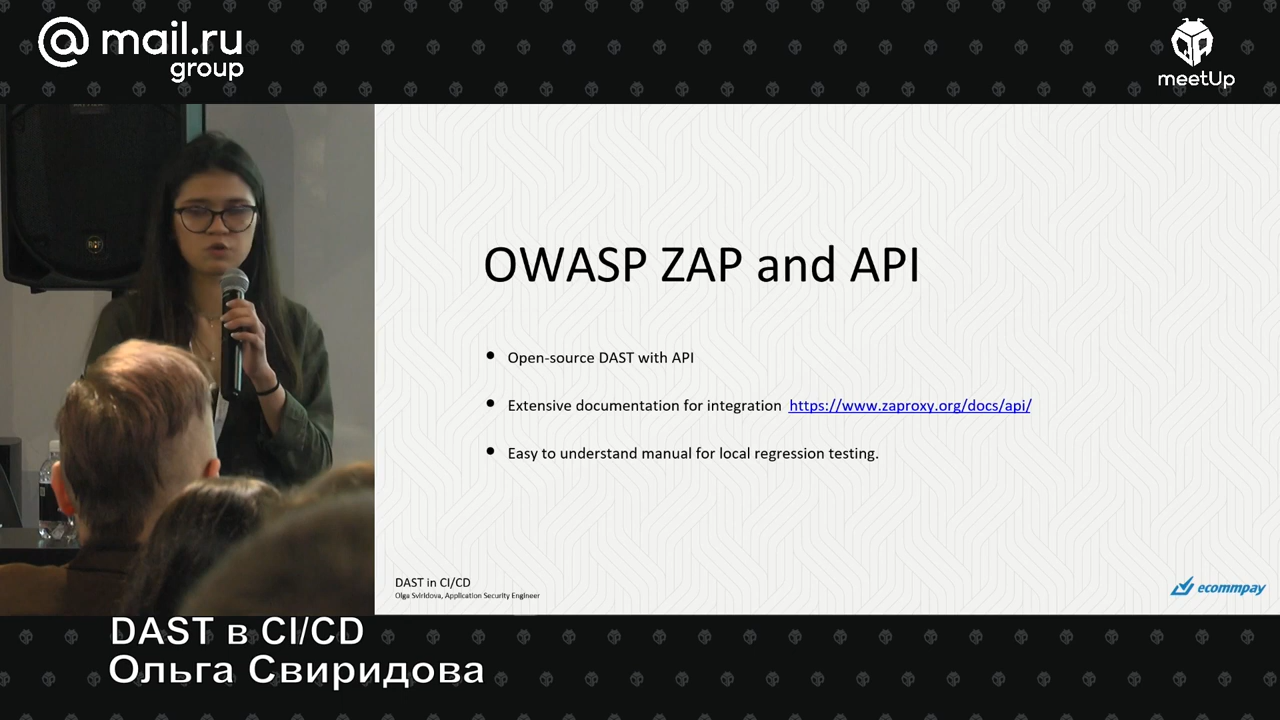 @mail.ru
group
meetUp
OWASP ZAP and API
• Open-source DAST with API
• Extensive documentation for integration https://www.zaproxy.org/docs/api/
• Easy to understand manual for local regression testing.
DAST in CI/CD
Olga Sviridova, Application Security Engineer
ecommpay
DAST в CI/CD
Ольга Свиридова